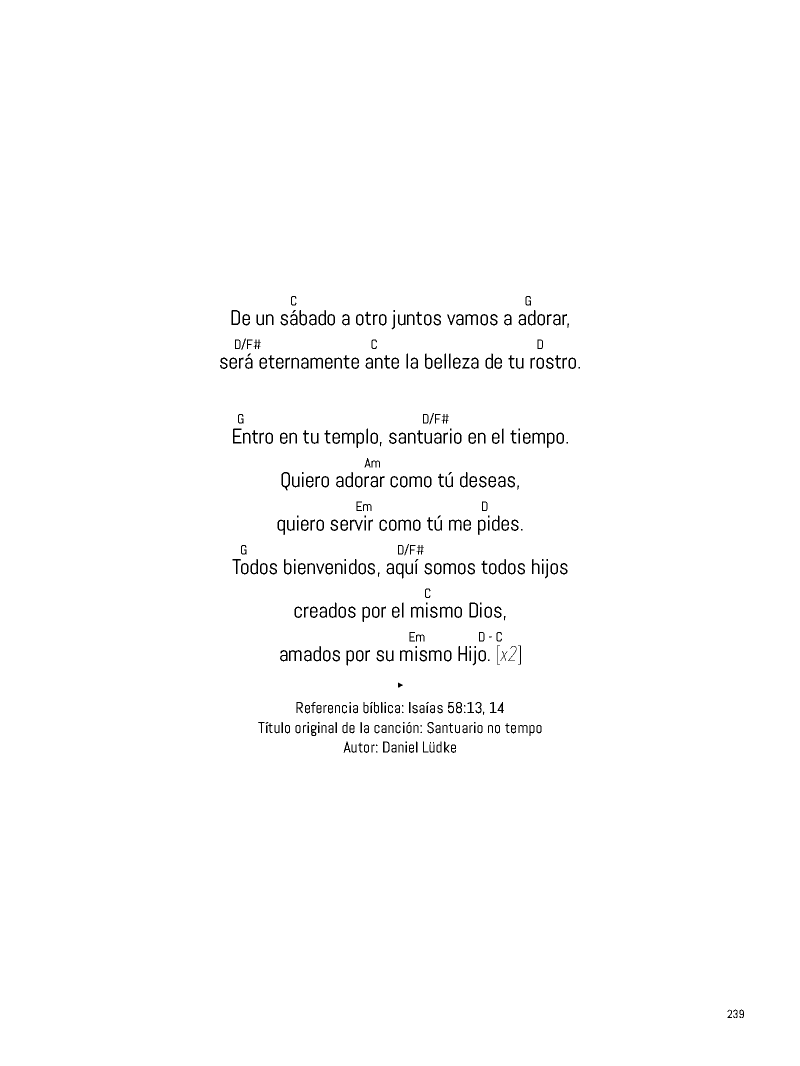 C G
De un sábado a otro juntos vamos a adorar,
D/F# C D
será eternamente ante la belleza de tu rostro.
G D/F#
Entro en tu templo, santuario en el tiempo.
Am
Quiero adorar como tú deseas,
Em D
quiero servir como tú me pides.
G D/F#
Todos bienvenidos, aquí somos todos hijos
C
creados por el mismo Dios,
Em D - C
amados por su mismo Hijo. [x2]
Referencia bíblica: Isaías 58:13, 14
Título original de la canción: Santuario no tempo
Autor: Daniel Lüdke
239